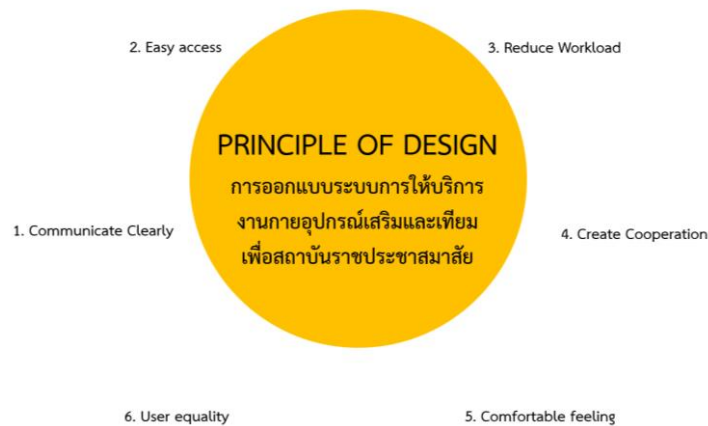 2. Easy access
3. Reduce Workload
PRINCIPLE OF DESIGN
การออกแบบระบบการให้บริการ
งานกายอุปกรณ์เสริมและเทียม
เพื่อสถาบันราชประชาสมาสัย
1. Communicate Clearly
4. Create Cooperation
6. User equality
5. Comfortable feeling